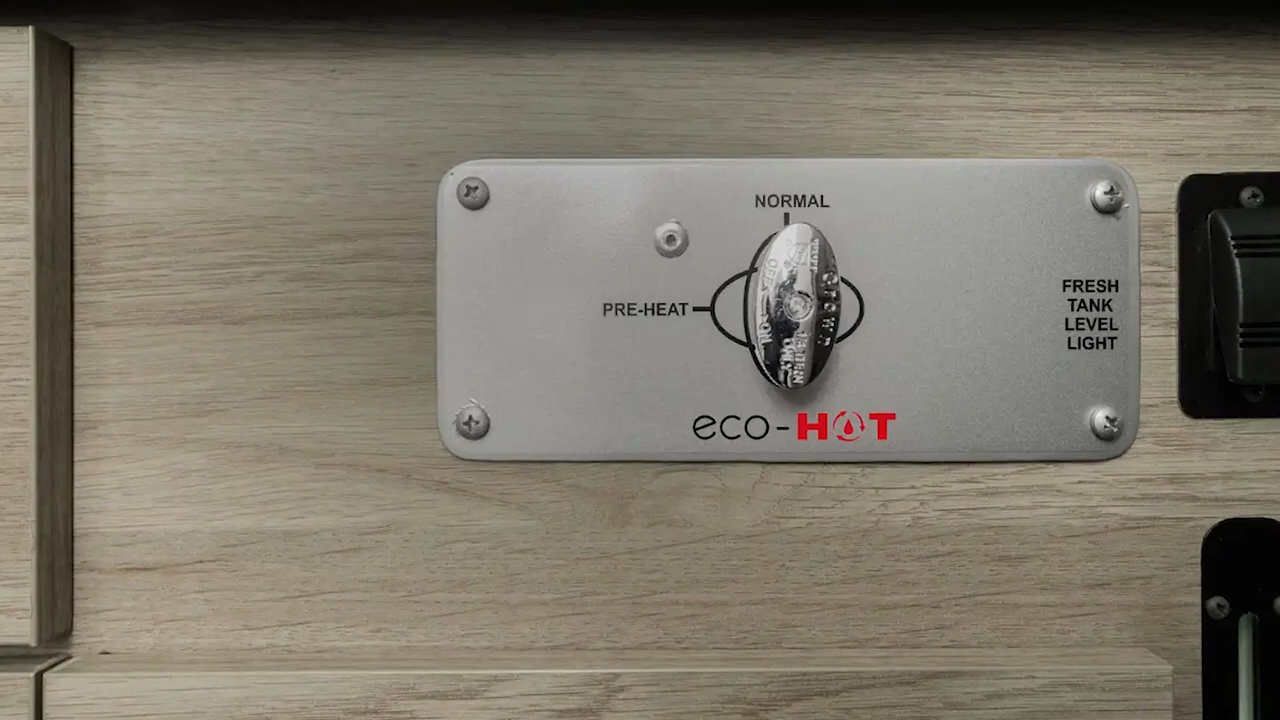 NORMAL
PRE-HEAT
FRESH
TANK
LEVEL
LIGHT
eco-HOT